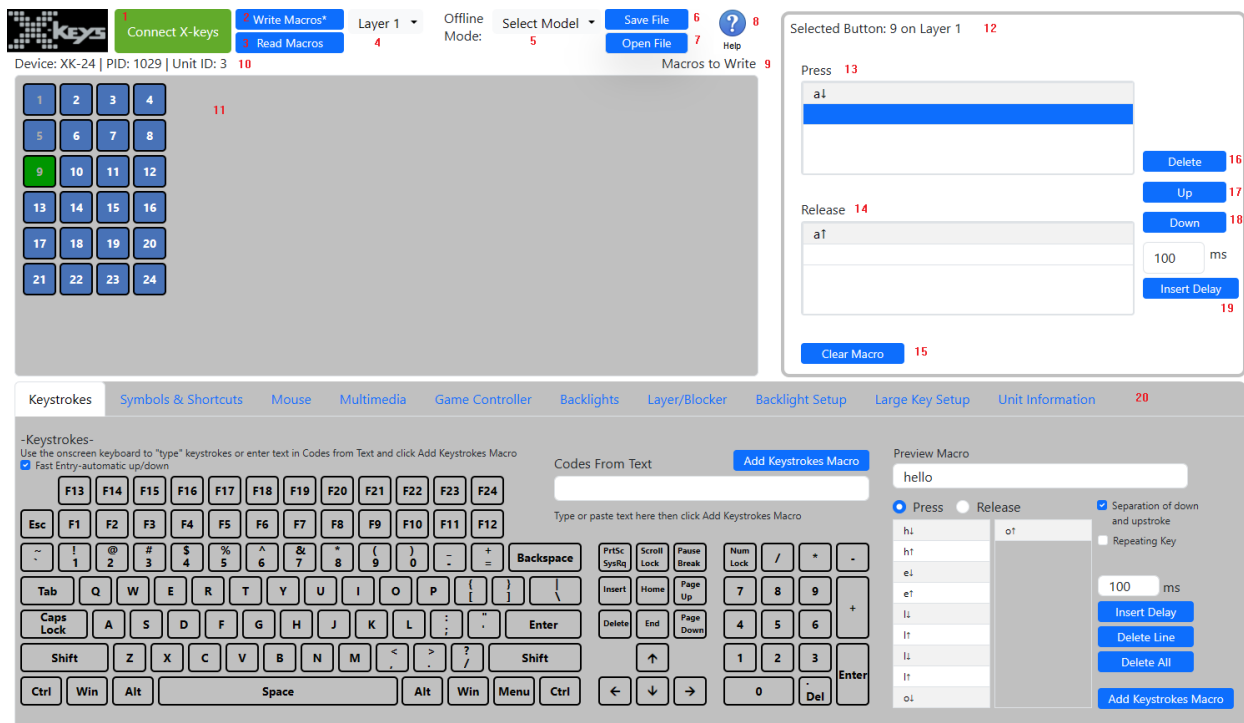 KEYS
1
Connect X-keys
2 Write Macros*
3 Read Macros
Layer 1
4
Offline Mode:
Select Model
5
Save File 6
Open File 7
Help
8
Device: XK-24 | PID: 1029 | Unit ID: 3 10
Macros to Write 9
11
1 2 3 4
5 6 7 8
9 10 11 12
13 14 15 16
17 18 19 20
21 22 23 24
Selected Button: 9 on Layer 1 12
Press 13
a↓
Release 14
a↑
Delete 16
Up 17
Down 18
100 ms
Insert Delay
19
Clear Macro 15
Keystrokes Symbols & Shortcuts Mouse Multimedia Game Controller Backlights Layer/Blocker Backlight Setup Large Key Setup Unit Information 20
-Keystrokes-
Use the onscreen keyboard to "type" keystrokes or enter text in Codes from Text and click Add Keystrokes Macro
Fast Entry-automatic up/down
F13 F14 F15 F16 F17 F18 F19 F20 F21 F22 F23 F24
Esc F1 F2 F3 F4 F5 F6 F7 F8 F9 F10 F11 F12
~ ! @ # $ % ^ & * ( ) _ +
` 1 2 3 4 5 6 7 8 9 0 - = Backspace
Tab Q W E R T Y U I O P { [ } ] | \
Caps Lock A S D F G H J K L : ; " ' Enter
Shift Z X C V B N M < , > . ? / Shift
Ctrl Win Alt Space Alt Win Menu Ctrl
Codes From Text
Add Keystrokes Macro
Type or paste text here then click Add Keystrokes Macro
PrtSc SysRq Scroll Lock Pause Break
Insert Home Page Up
Delete End Page Down
↑
← ↓ →
Num Lock / * -
7 8 9 +
4 5 6
1 2 3 Enter
0 . Del
Preview Macro
hello
Press Release
h↓ o↑
h↑
e↓
e↑
l↓
l↑
l↓
l↑
o↓
Separation of down
and upstroke
Repeating Key
100 ms
Insert Delay
Delete Line
Delete All
Add Keystrokes Macro